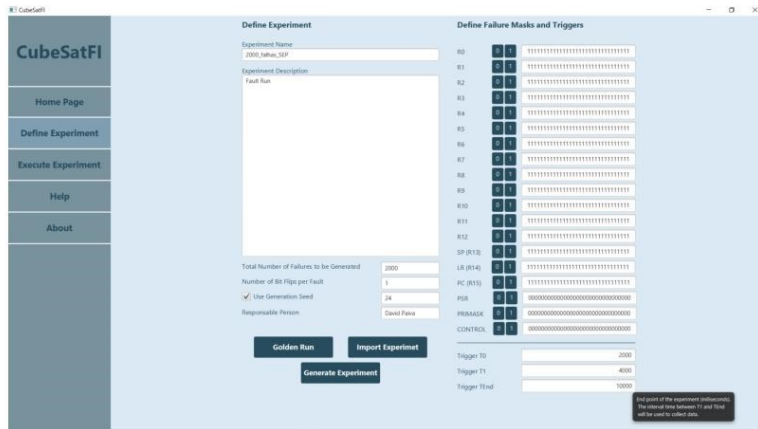 CubeSatFI
CubeSatFI
Home Page
Define Experiment
Execute Experiment
Help
About
Define Experiment
Experiment Name
2000_falhas_SEP
Experiment Description
Fault Run
Total Number of Failures to be Generated 2000
Number of Bit Flips per Fault 1
Use Generation Seed 24
Responsable Person David Paiva
Golden Run Import Experimet
Generate Experiment
Define Failure Masks and Triggers
R0 0 1 11111111111111111111111111111111
R1 0 1 11111111111111111111111111111111
R2 0 1 11111111111111111111111111111111
R3 0 1 11111111111111111111111111111111
R4 0 1 11111111111111111111111111111111
R5 0 1 11111111111111111111111111111111
R6 0 1 11111111111111111111111111111111
R7 0 1 11111111111111111111111111111111
R8 0 1 11111111111111111111111111111111
R9 0 1 11111111111111111111111111111111
R10 0 1 11111111111111111111111111111111
R11 0 1 11111111111111111111111111111111
R12 0 1 11111111111111111111111111111111
SP (R13) 0 1 11111111111111111111111111111111
LR (R14) 0 1 11111111111111111111111111111111
PC (R15) 0 1 11111111111111111111111111111111
PSR 0 1 00000000000000000000000000000000
PRIMASK 0 1 00000000000000000000000000000000
CONTROL 0 1 00000000000000000000000000000000
Trigger T0 2000
Trigger T1 4000
Trigger TEnd 10000
End point of the experiment (miliseconds).
The interval time between T1 and TEnd
will be used to collect data.